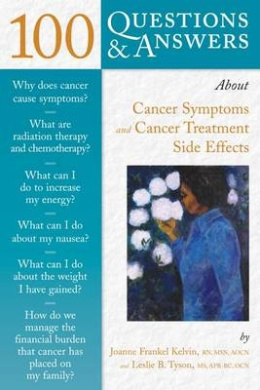 100 QUESTIONS
& ANSWERS
About
Cancer Symptoms
and Cancer Treatment
Side Effects
Why does cancer
cause symptoms?
What are
radiation therapy
and chemotherapy?
What can I
do to increase
my energy?
What can I do
about my nausea?
What can I do
about the weight
I have gained?
How do we
manage the
financial burden
that cancer has
placed on
my family?
by
Joanne Frankel Kelvin, RN, MSN, AOCN
and Leslie B. Tyson, MS, APR BC, OCN